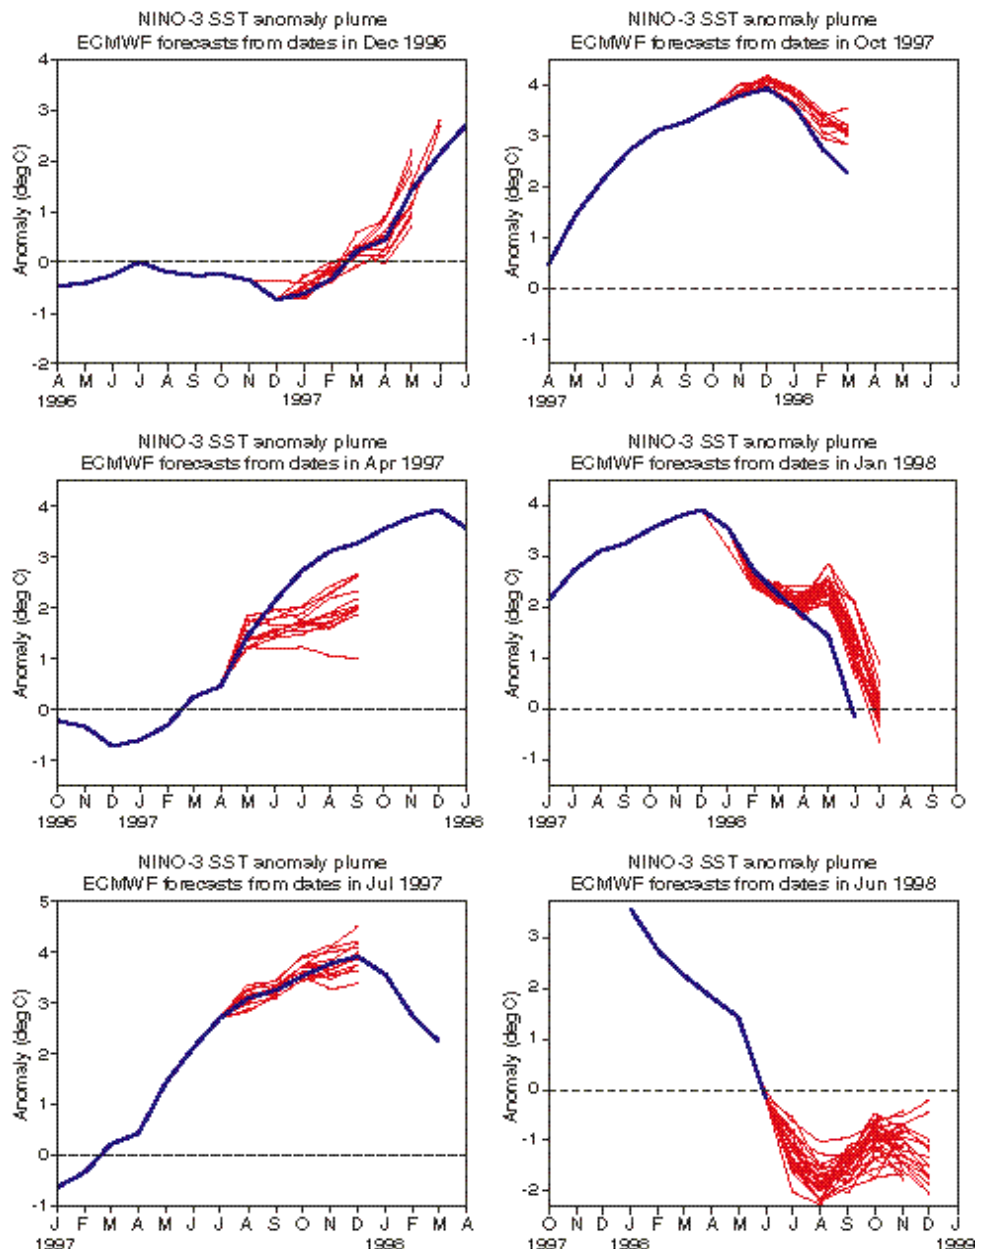 NINO-3 SST anomaly plume
ECMWF forecasts from dates in Dec 1996
Anomaly (deg C)
4
3
2
1
0
-1
-2
A M J J A S O N D J F M A M J J
1996 1997
NINO-3 SST anomaly plume
ECMWF forecasts from dates in Oct 1997
Anomaly (deg C)
4
3
2
1
0
-1
A M J J A S O N D J F M A M J J
1997 1998
NINO-3 SST anomaly plume
ECMWF forecasts from dates in Apr 1997
Anomaly (deg C)
4
3
2
1
0
-1
O N D J F M A M J J A S O N D J
1996 1997 1998
NINO-3 SST anomaly plume
ECMWF forecasts from dates in Jan 1998
Anomaly (deg C)
4
3
2
1
0
-1
J J A S O N D J F M A M J J A S O
1997 1998
NINO-3 SST anomaly plume
ECMWF forecasts from dates in Jul 1997
Anomaly (deg C)
5
4
3
2
1
0
-1
J F M A M J J A S O N D J F M A
1997 1998
NINO-3 SST anomaly plume
ECMWF forecasts from dates in Jun 1998
Anomaly (deg C)
3
2
1
0
-1
-2
O N D J F M A M J J A S O N D J
1997 1998 1999